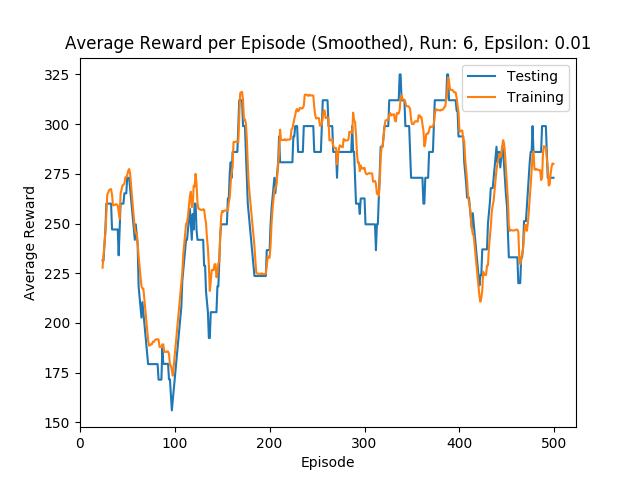 Average Reward per Episode (Smoothed), Run: 6, Epsilon: 0.01
Testing
Training
Average Reward
325
300
275
250
225
200
175
150
0 100 200 300 400 500
Episode